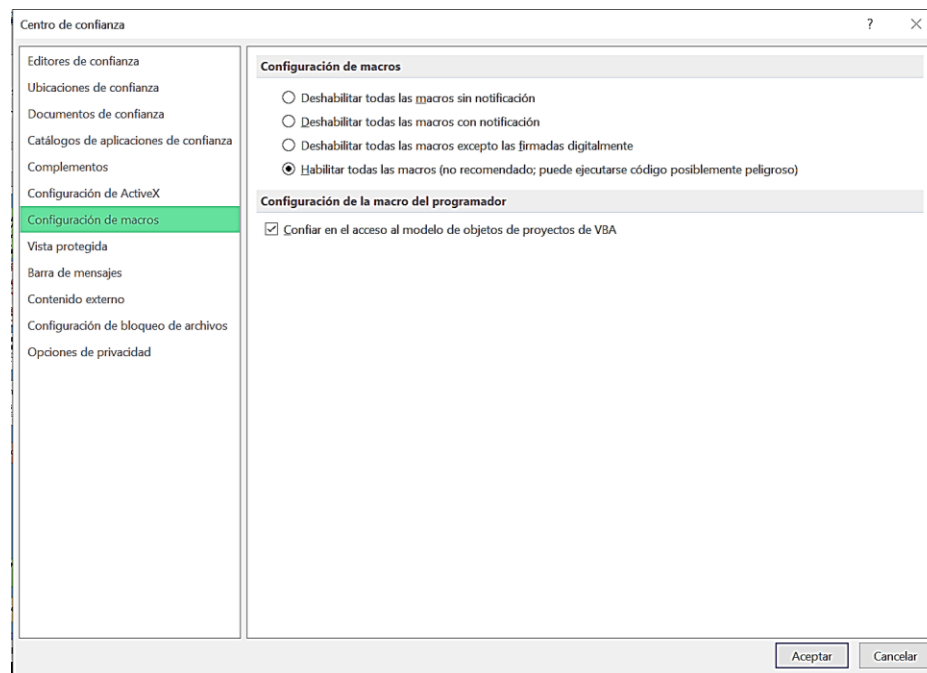 Centro de confianza
?
Editores de confianza
Ubicaciones de confianza
Documentos de confianza
Catálogos de aplicaciones de confianza
Complementos
Configuración de ActiveX
Configuración de macros
Vista protegida
Barra de mensajes
Contenido externo
Configuración de bloqueo de archivos
Opciones de privacidad
Configuración de macros
Deshabilitar todas las macros sin notificación
Deshabilitar todas las macros con notificación
Deshabilitar todas las macros excepto las firmadas digitalmente
Habilitar todas las macros (no recomendado; puede ejecutarse código posiblemente peligroso)
Configuración de la macro del programador
Confiar en el acceso al modelo de objetos de proyectos de VBA
Aceptar
Cancelar